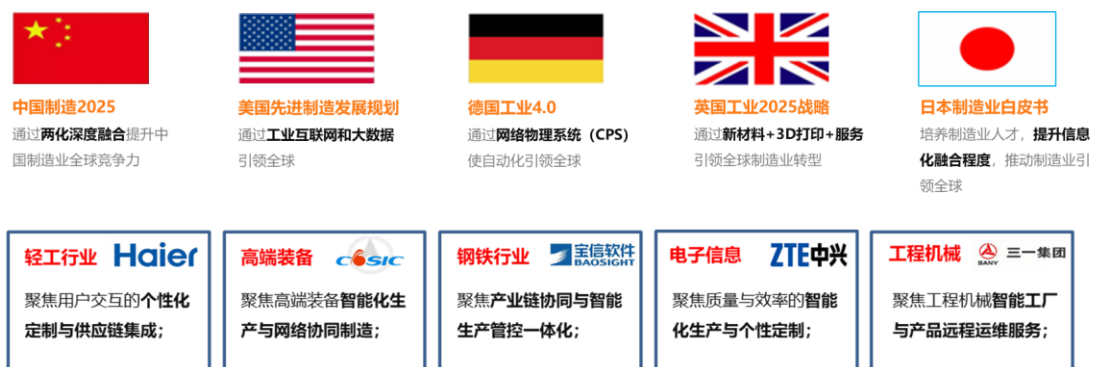 中国制造2025
通过两化深度融合提升中
国制造业全球竞争力
美国先进制造发展规划
通过工业互联网和大数据
引领全球
德国工业4.0
通过网络物理系统（CPS）
使自动化引领全球
英国工业2025战略
通过新材料+3D打印+服务
引领全球制造业转型
日本制造业白皮书
培养制造业人才，提升信息
化融合程度，推动制造业引
领全球
轻工行业 Haier
聚焦用户交互的个性化
定制与供应链集成；
高端装备 CASIC
聚焦高端装备智能化生
产与网络协同制造；
钢铁行业 宝信软件
BAOSIGHT
聚焦产业链协同与智能
生产管控一体化；
电子信息 ZTE中兴
聚焦质量与效率的智能
化生产与个性定制；
工程机械 SANY 三一集团
聚焦工程机械智能工厂
与产品远程运维服务；